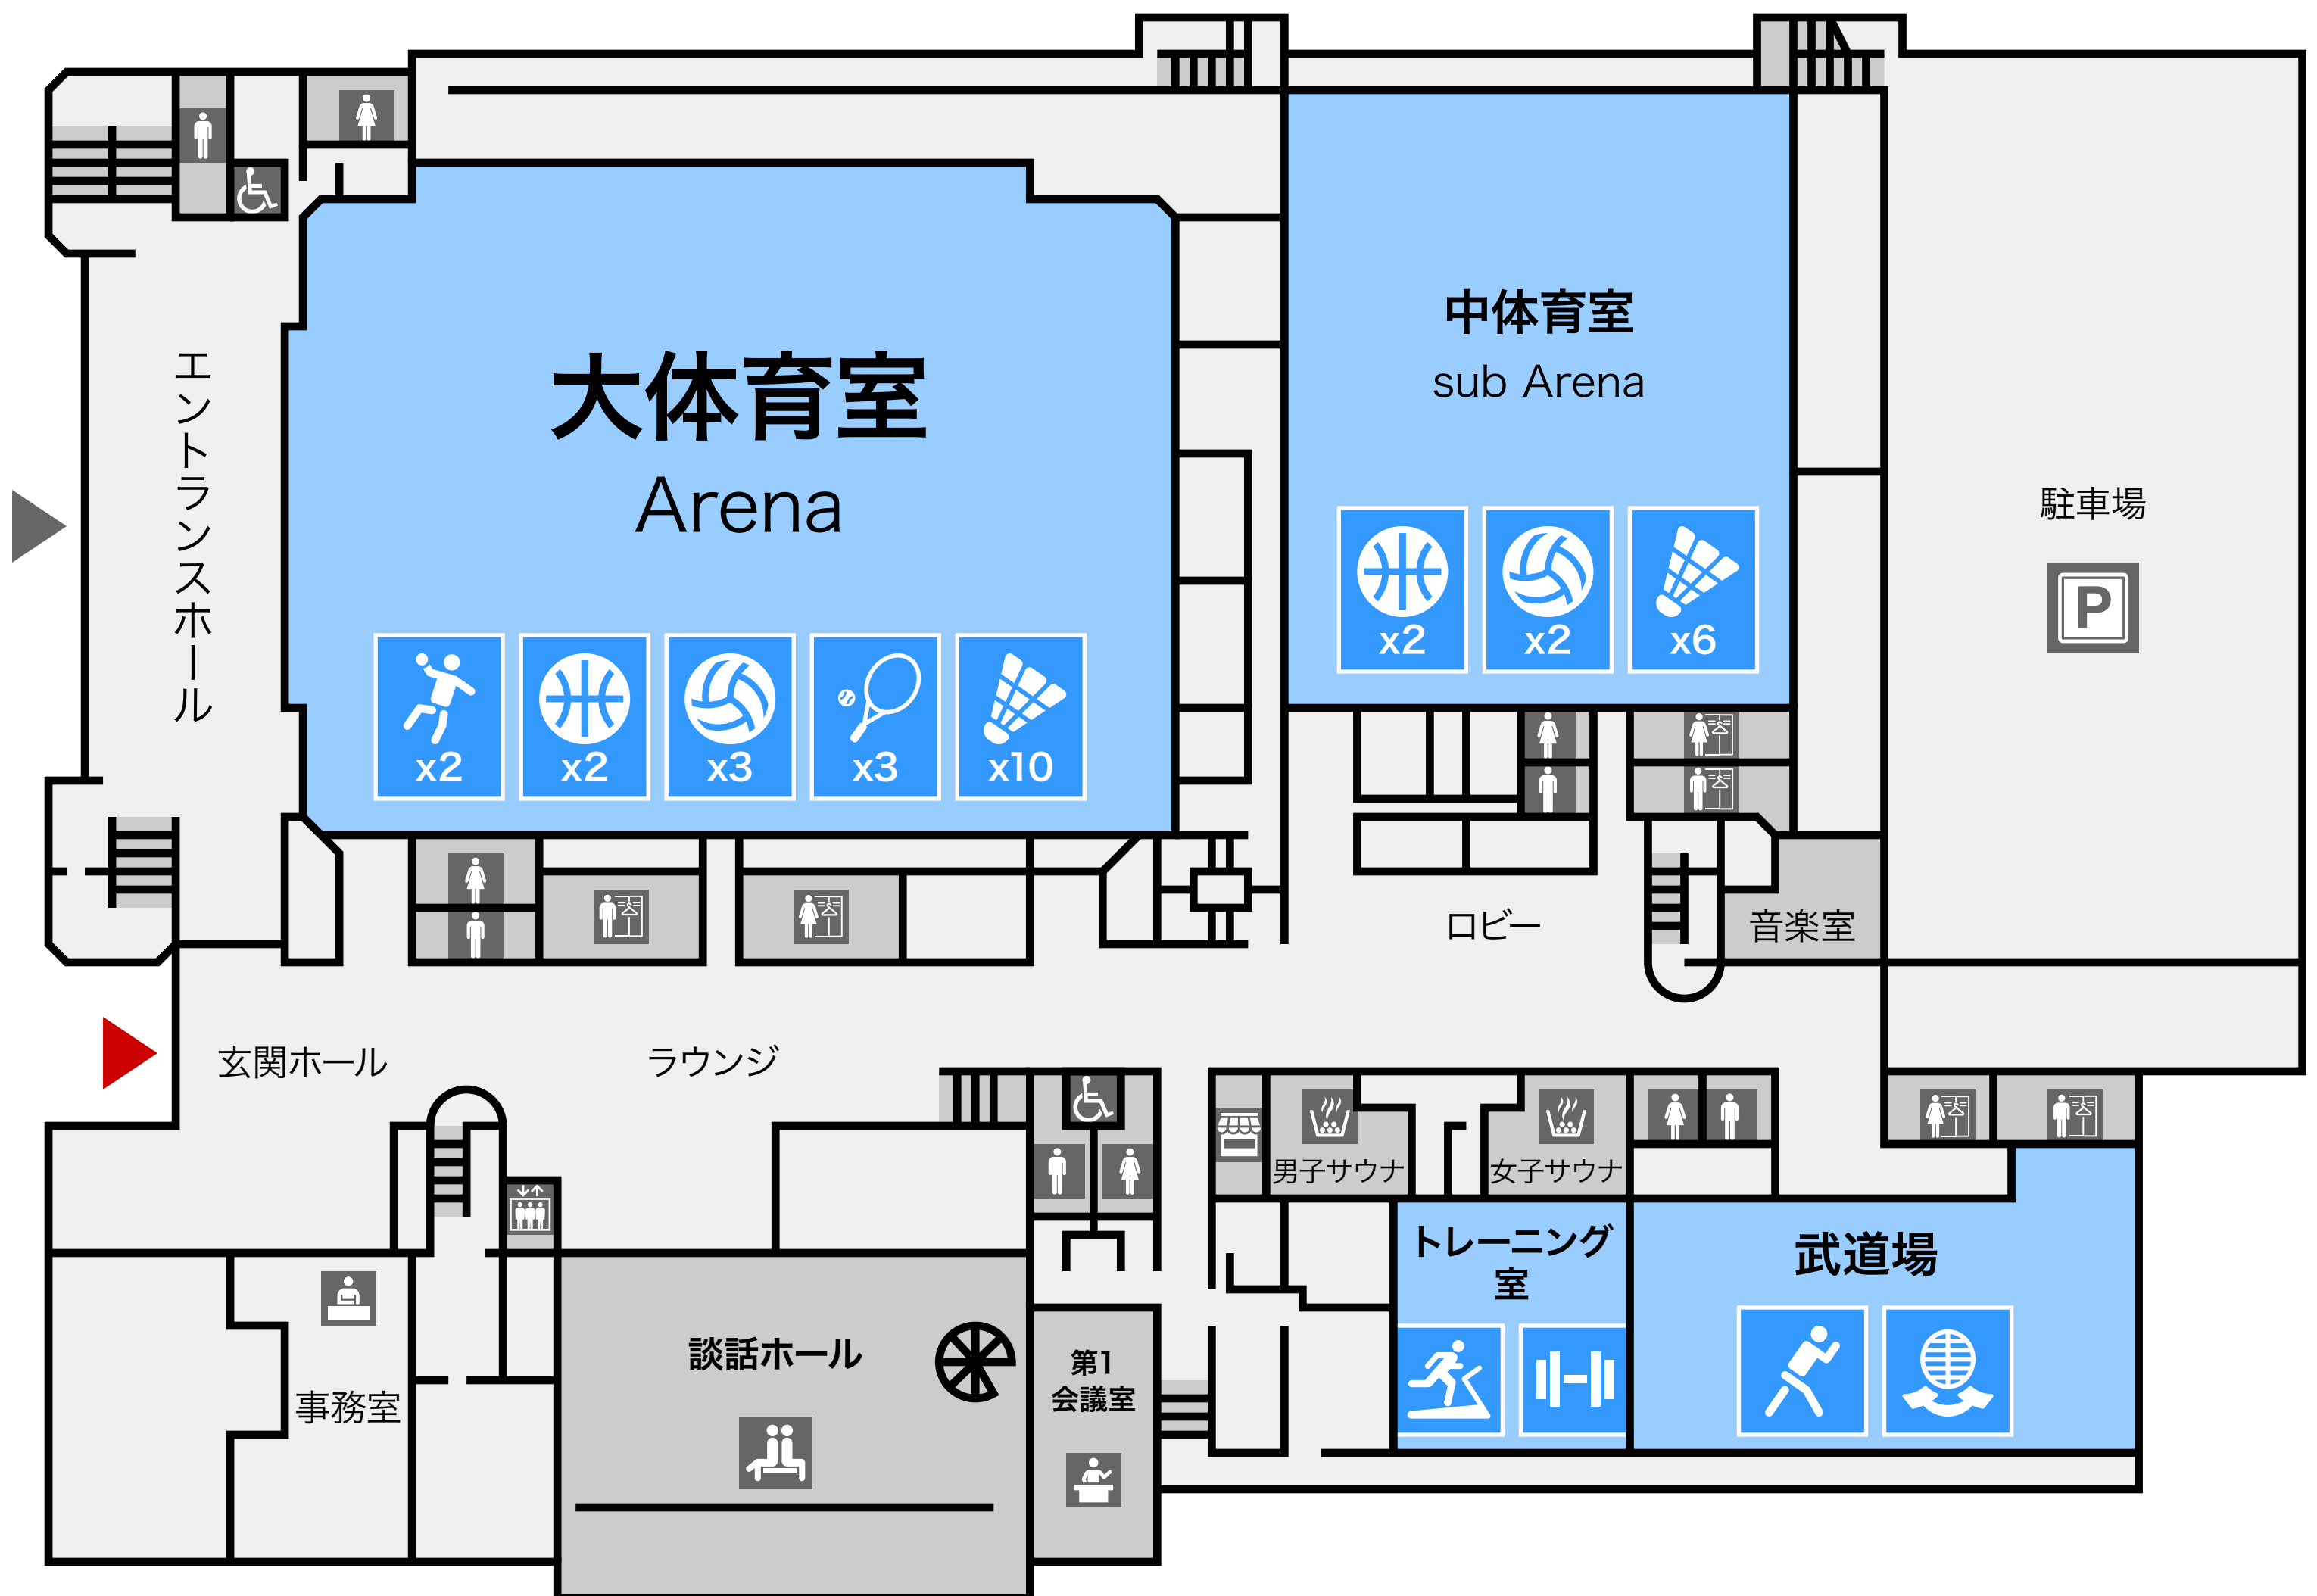 エントランスホール
大体育室
Arena
x2
x2
x3
x3
x10
中体育室
sub Arena
x2
x2
x6
駐車場
P
ロビー
音楽室
玄関ホール
ラウンジ
男子サウナ
女子サウナ
トレーニング
室
武道場
事務室
談話ホール
第1
会議室